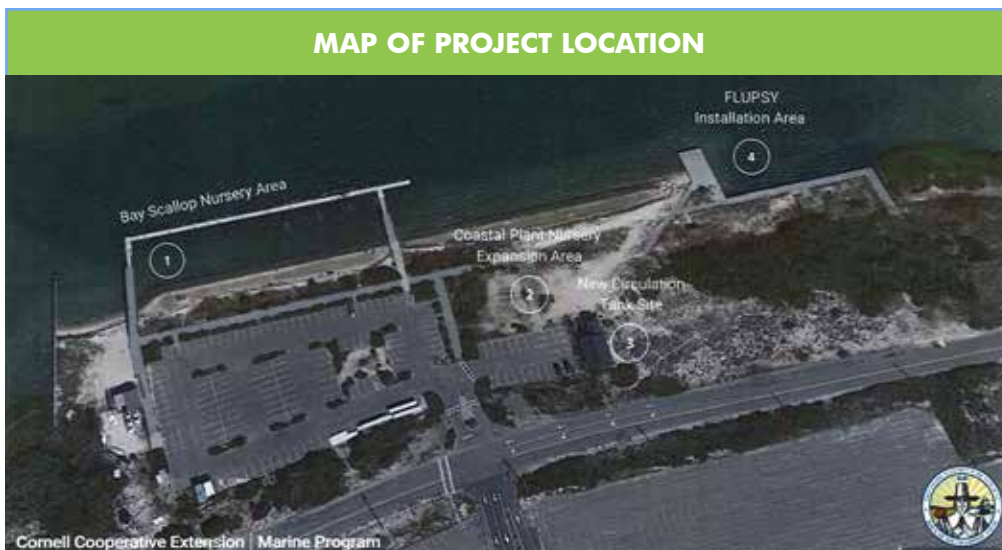 MAP OF PROJECT LOCATION
FLUPSY
Installation Area
4
Bay Scallop Nursery Area
1
Coastal Plant Nursery
Expansion Area
2
New Circulation
Tank Site
3
Cornell Cooperative Extension | Marine Program